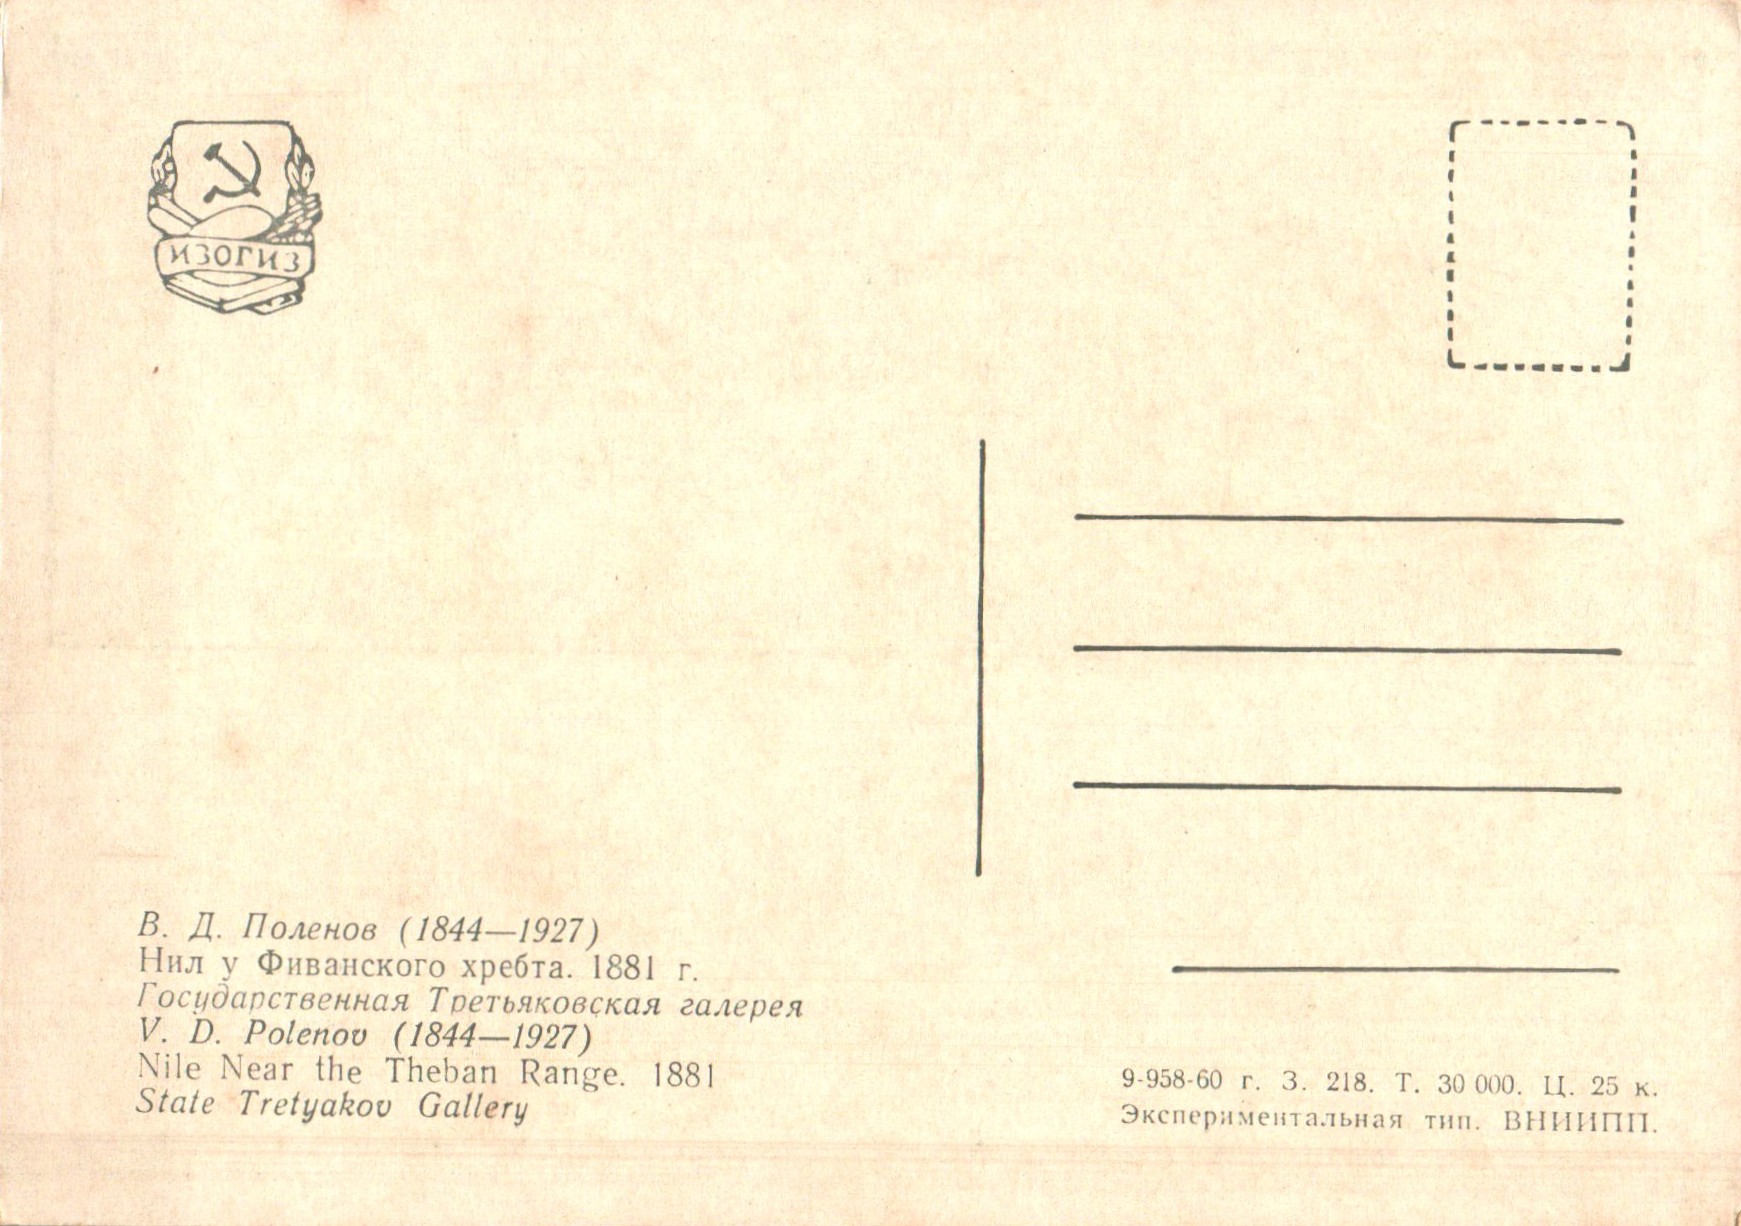 ИЗОГИЗ
В. Д. Поленов (1844—1927)
Нил у Фиванского хребта. 1881 г.
Государственная Третьяковская галерея
V. D. Polenov (1844—1927)
Nile Near the Theban Range. 1881
State Tretyakov Gallery
9-958-60 г. З. 218. Т. 30 000. Ц. 25 к.
Экспериментальная тип. ВНИИПП.